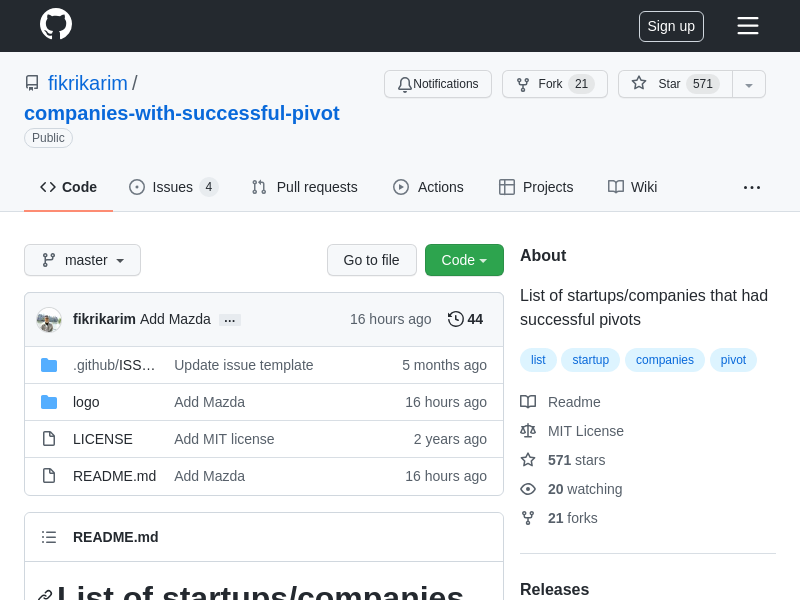 Sign up
fikrikarim /
companies-with-successful-pivot
Public
Notifications
Fork 21
Star 571
Code
Issues 4
Pull requests
Actions
Projects
Wiki
master
Go to file
Code
fikrikarim Add Mazda … 16 hours ago 44
.github/ISS… Update issue template 5 months ago
logo Add Mazda 16 hours ago
LICENSE Add MIT license 2 years ago
README.md Add Mazda 16 hours ago
README.md
List of startups/companies
About
List of startups/companies that had
successful pivots
list startup companies pivot
Readme
MIT License
571 stars
20 watching
21 forks
Releases